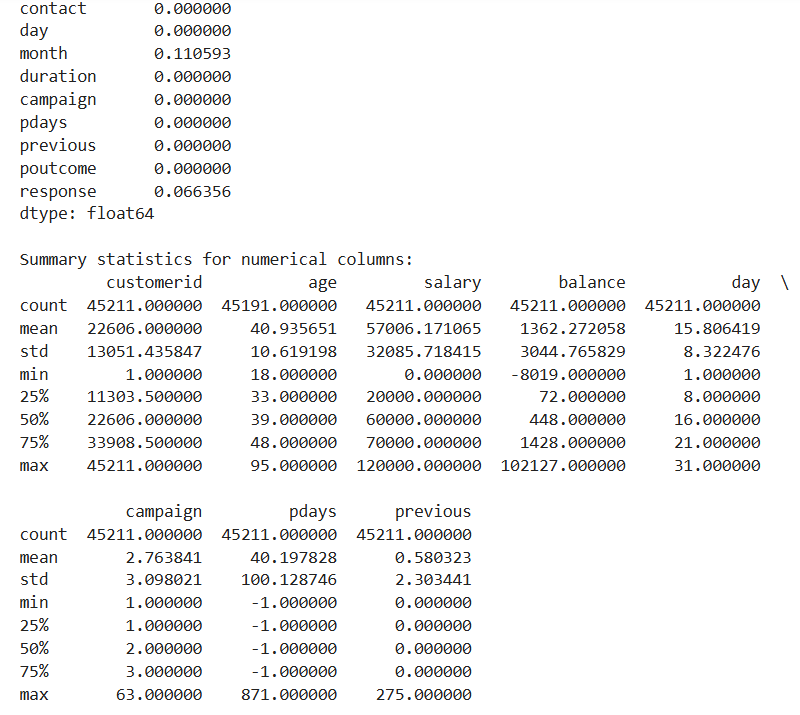 contact        0.000000
day            0.000000
month          0.110593
duration       0.000000
campaign       0.000000
pdays          0.000000
previous       0.000000
poutcome       0.000000
response       0.066356
dtype: float64

Summary statistics for numerical columns:
         customerid           age         salary        balance           day  \
count  45211.000000  45191.000000   45211.000000   45211.000000  45211.000000
mean   22606.000000     40.935651   57006.171065    1362.272058     15.806419
std    13051.435847     10.619198   32085.718415    3044.765829      8.322476
min        1.000000     18.000000       0.000000   -8019.000000      1.000000
25%    11303.500000     33.000000   20000.000000      72.000000      8.000000
50%    22606.000000     39.000000   60000.000000     448.000000     16.000000
75%    33908.500000     48.000000   70000.000000    1428.000000     21.000000
max    45211.000000     95.000000  120000.000000  102127.000000     31.000000

           campaign         pdays      previous
count  45211.000000  45211.000000  45211.000000
mean       2.763841     40.197828      0.580323
std        3.098021    100.128746      2.303441
min        1.000000     -1.000000      0.000000
25%        1.000000     -1.000000      0.000000
50%        2.000000     -1.000000      0.000000
75%        3.000000     -1.000000      0.000000
max       63.000000    871.000000    275.000000